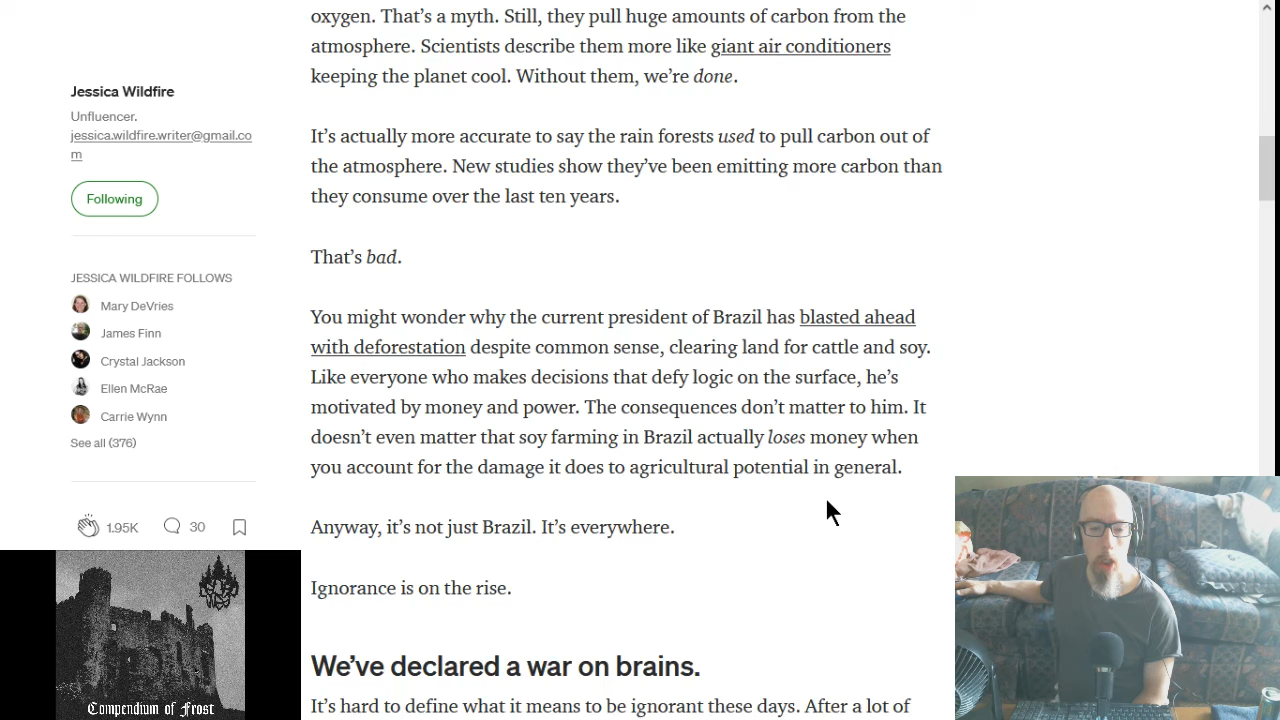 oxygen. That’s a myth. Still, they pull huge amounts of carbon from the
atmosphere. Scientists describe them more like giant air conditioners
keeping the planet cool. Without them, we’re done.
It’s actually more accurate to say the rain forests used to pull carbon out of
the atmosphere. New studies show they’ve been emitting more carbon than
they consume over the last ten years.
That’s bad.
You might wonder why the current president of Brazil has blasted ahead
with deforestation despite common sense, clearing land for cattle and soy.
Like everyone who makes decisions that defy logic on the surface, he’s
motivated by money and power. The consequences don’t matter to him. It
doesn’t even matter that soy farming in Brazil actually loses money when
you account for the damage it does to agricultural potential in general.
Anyway, it’s not just Brazil. It’s everywhere.
Ignorance is on the rise.
We’ve declared a war on brains.
It’s hard to define what it means to be ignorant these days. After a lot of
Jessica Wildfire
Unfluencer.
jessica.wildfire.writer@gmail.co
m
Following
JESSICA WILDFIRE FOLLOWS
Mary DeVries
James Finn
Crystal Jackson
Ellen McRae
Carrie Wynn
See all (376)
1.95K
30
Compendium of Frost